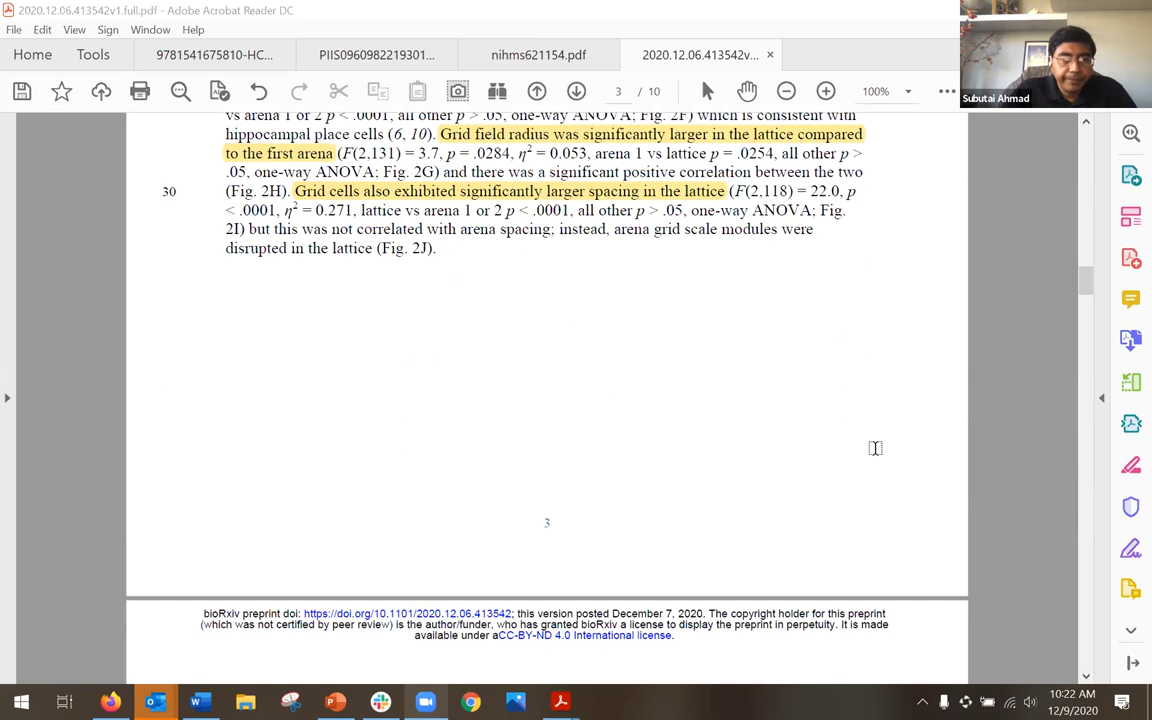 2020.12.06.413542v1.full.pdf - Adobe Acrobat Reader DC
File Edit View Sign Window Help
Home Tools 9781541675810-HC... PIIS0960982219301... nihms621154.pdf 2020.12.06.413542v... ×
3 / 10 100%
Subutai Ahmad
vs arena 1 or 2 p < .0001, all other p > .05, one-way ANOVA; Fig. 2F) which is consistent with
hippocampal place cells (6, 10). Grid field radius was significantly larger in the lattice compared
to the first arena (F(2,131) = 3.7, p = .0284, η² = 0.053, arena 1 vs lattice p = .0254, all other p >
.05, one-way ANOVA; Fig. 2G) and there was a significant positive correlation between the two
30 (Fig. 2H). Grid cells also exhibited significantly larger spacing in the lattice (F(2,118) = 22.0, p
< .0001, η² = 0.271, lattice vs arena 1 or 2 p < .0001, all other p > .05, one-way ANOVA; Fig.
2I) but this was not correlated with arena spacing; instead, arena grid scale modules were
disrupted in the lattice (Fig. 2J).
3
bioRxiv preprint doi: https://doi.org/10.1101/2020.12.06.413542; this version posted December 7, 2020. The copyright holder for this preprint
(which was not certified by peer review) is the author/funder, who has granted bioRxiv a license to display the preprint in perpetuity. It is made
available under aCC-BY-ND 4.0 International license.
10:22 AM
12/9/2020